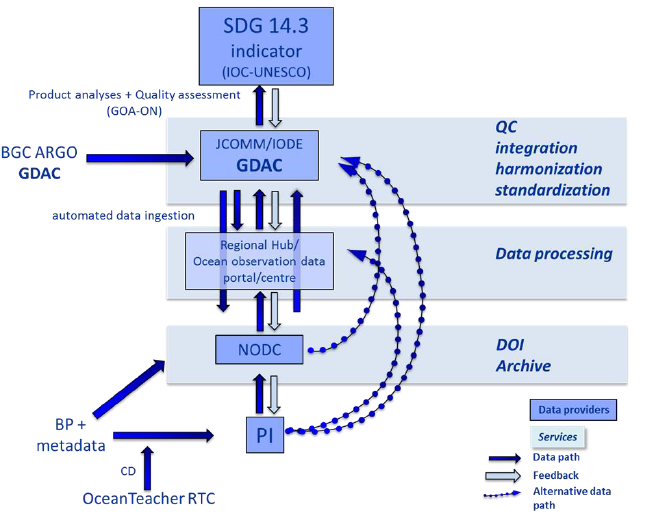 SDG 14.3
indicator
(IOC-UNESCO)
Product analyses + Quality assessment
(GOA-ON)
JCOMM/IODE
GDAC
QC
integration
harmonization
standardization
BGC ARGO
GDAC
automated data ingestion
Regional Hub/
Ocean observation data
portal/centre
Data processing
NODC
DOI
Archive
BP +
metadata
PI
CD
OceanTeacher RTC
Data providers
Services
Data path
Feedback
Alternative data
path